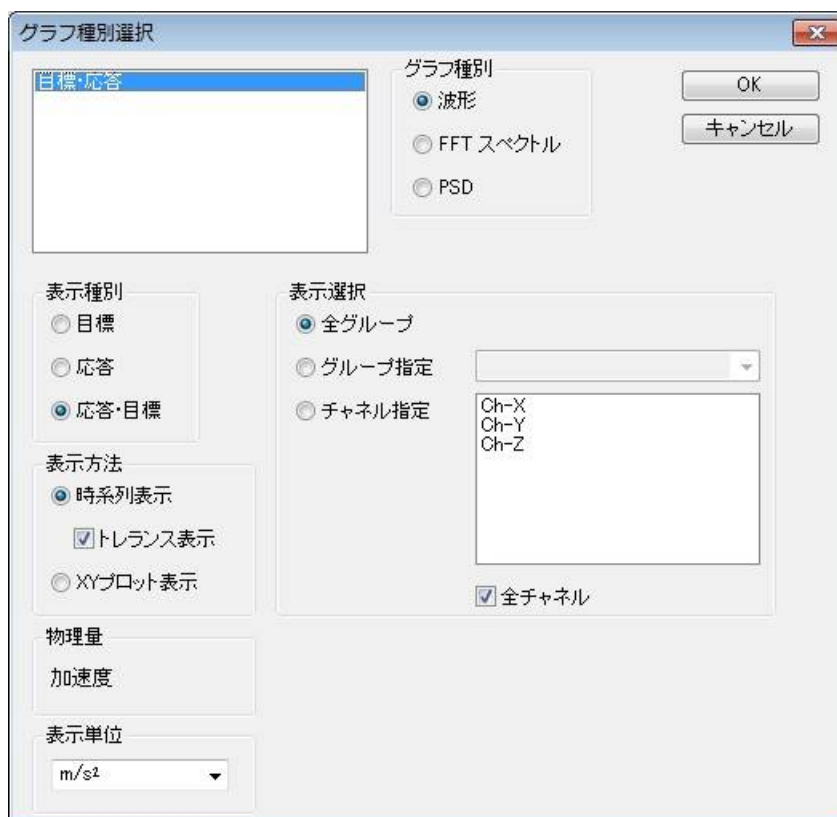 グラフ種別選択
目標・応答
グラフ種別
波形
FFT スペクトル
PSD
OK
キャンセル
表示種別
目標
応答
応答・目標
表示選択
全グループ
グループ指定
チャネル指定
Ch-X
Ch-Y
Ch-Z
全チャネル
表示方法
時系列表示
トレランス表示
XYプロット表示
物理量
加速度
表示単位
m/s²